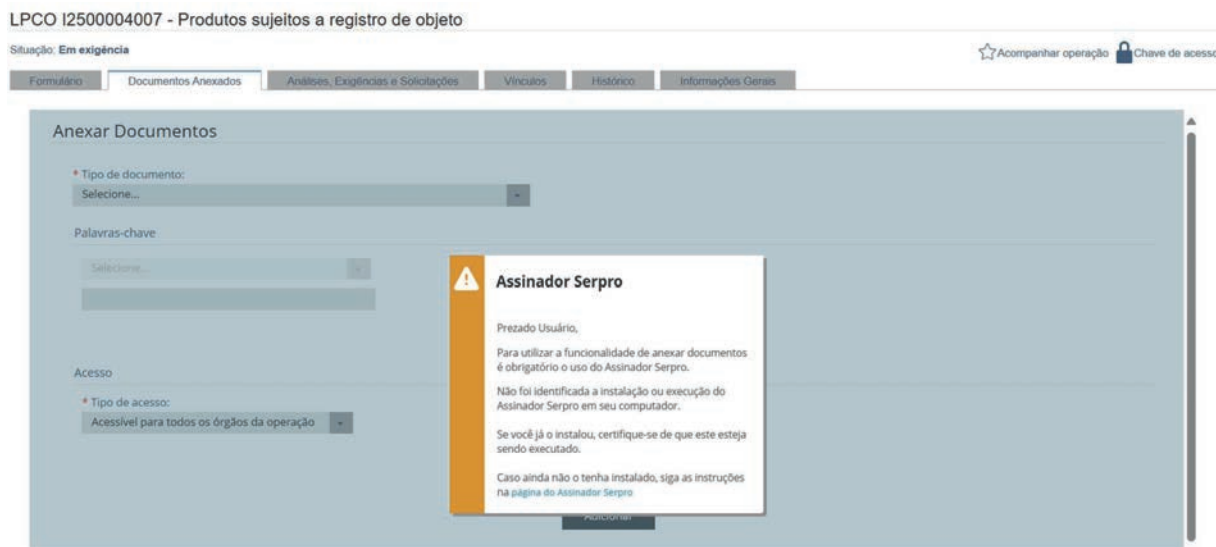 LPCO I2500004007 - Produtos sujeitos a registro de objeto
Situação: Em exigência
Acompanhar operação
Chave de acesso
Formulário
Documentos Anexados
Análises, Exigências e Solicitações
Vínculos
Histórico
Informações Gerais
Anexar Documentos
* Tipo de documento:
Selecione...
Palavras-chave
Selecione...
Acesso
* Tipo de acesso:
Acessível para todos os órgãos da operação
Assinador Serpro
Prezado Usuário,
Para utilizar a funcionalidade de anexar documentos
é obrigatório o uso do Assinador Serpro.
Não foi identificada a instalação ou execução do
Assinador Serpro em seu computador.
Se você já o instalou, certifique-se de que este esteja
sendo executado.
Caso ainda não o tenha instalado, siga as instruções
na página do Assinador Serpro
Adicionar